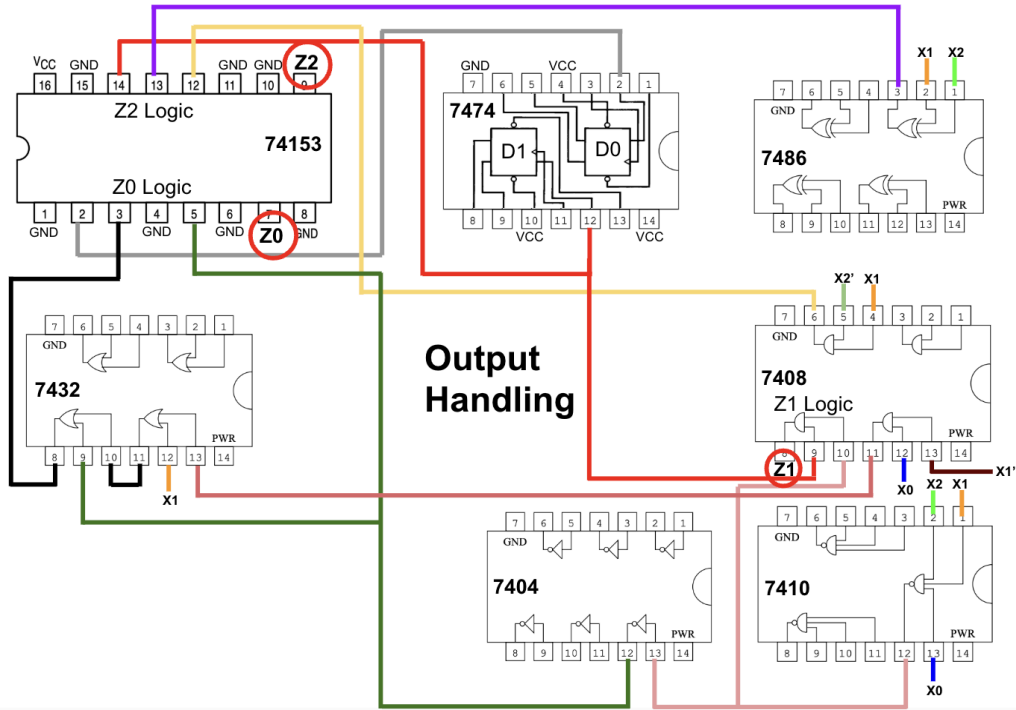 VCC GND GND GND Z2
16 15 14 13 12 11 10 9
Z2 Logic
74153
Z0 Logic
1 2 3 4 5 6 7 8
GND GND GND Z0 GND
GND VCC
7 6 5 4 3 2 1
7474
D1 D0
8 9 10 11 12 13 14
VCC VCC
X1 X2
7 6 5 4 3 2 1
GND
7486
PWR
8 9 10 11 12 13 14
7 6 5 4 3 2 1
GND
7432
PWR
8 9 10 11 12 13 14
X1
Output
Handling
X2' X1
7 6 5 4 3 2 1
GND
7408
Z1 Logic
PWR
Z1 9 10 11 12 13 14
X0 X1'
7 6 5 4 3 2 1
GND
7404
PWR
8 9 10 11 12 13 14
X2 X1
7 6 5 4 3 2 1
GND
7410
PWR
8 9 10 11 12 13 14
X0